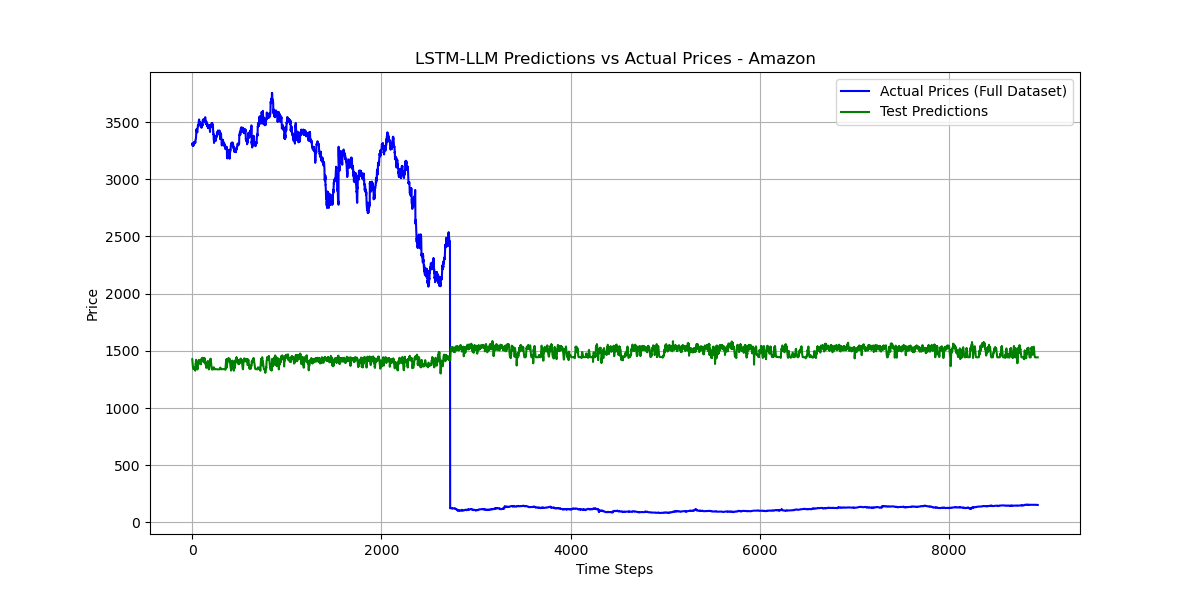 LSTM-LLM Predictions vs Actual Prices - Amazon
Actual Prices (Full Dataset)
Test Predictions
Price
3500
3000
2500
2000
1500
1000
500
0
0 2000 4000 6000 8000
Time Steps